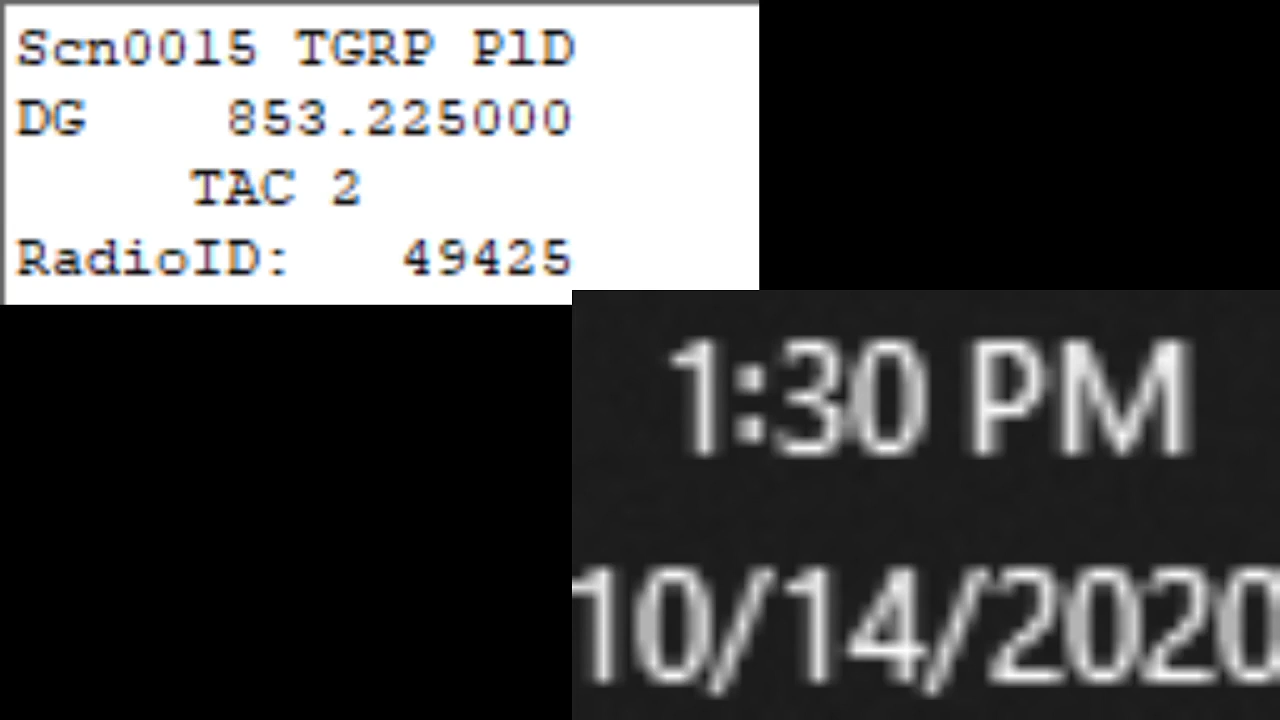 Scn0015 TGRP P1D
DG 853.225000
TAC 2
RadioID: 49425
1:30 PM
10/14/2020